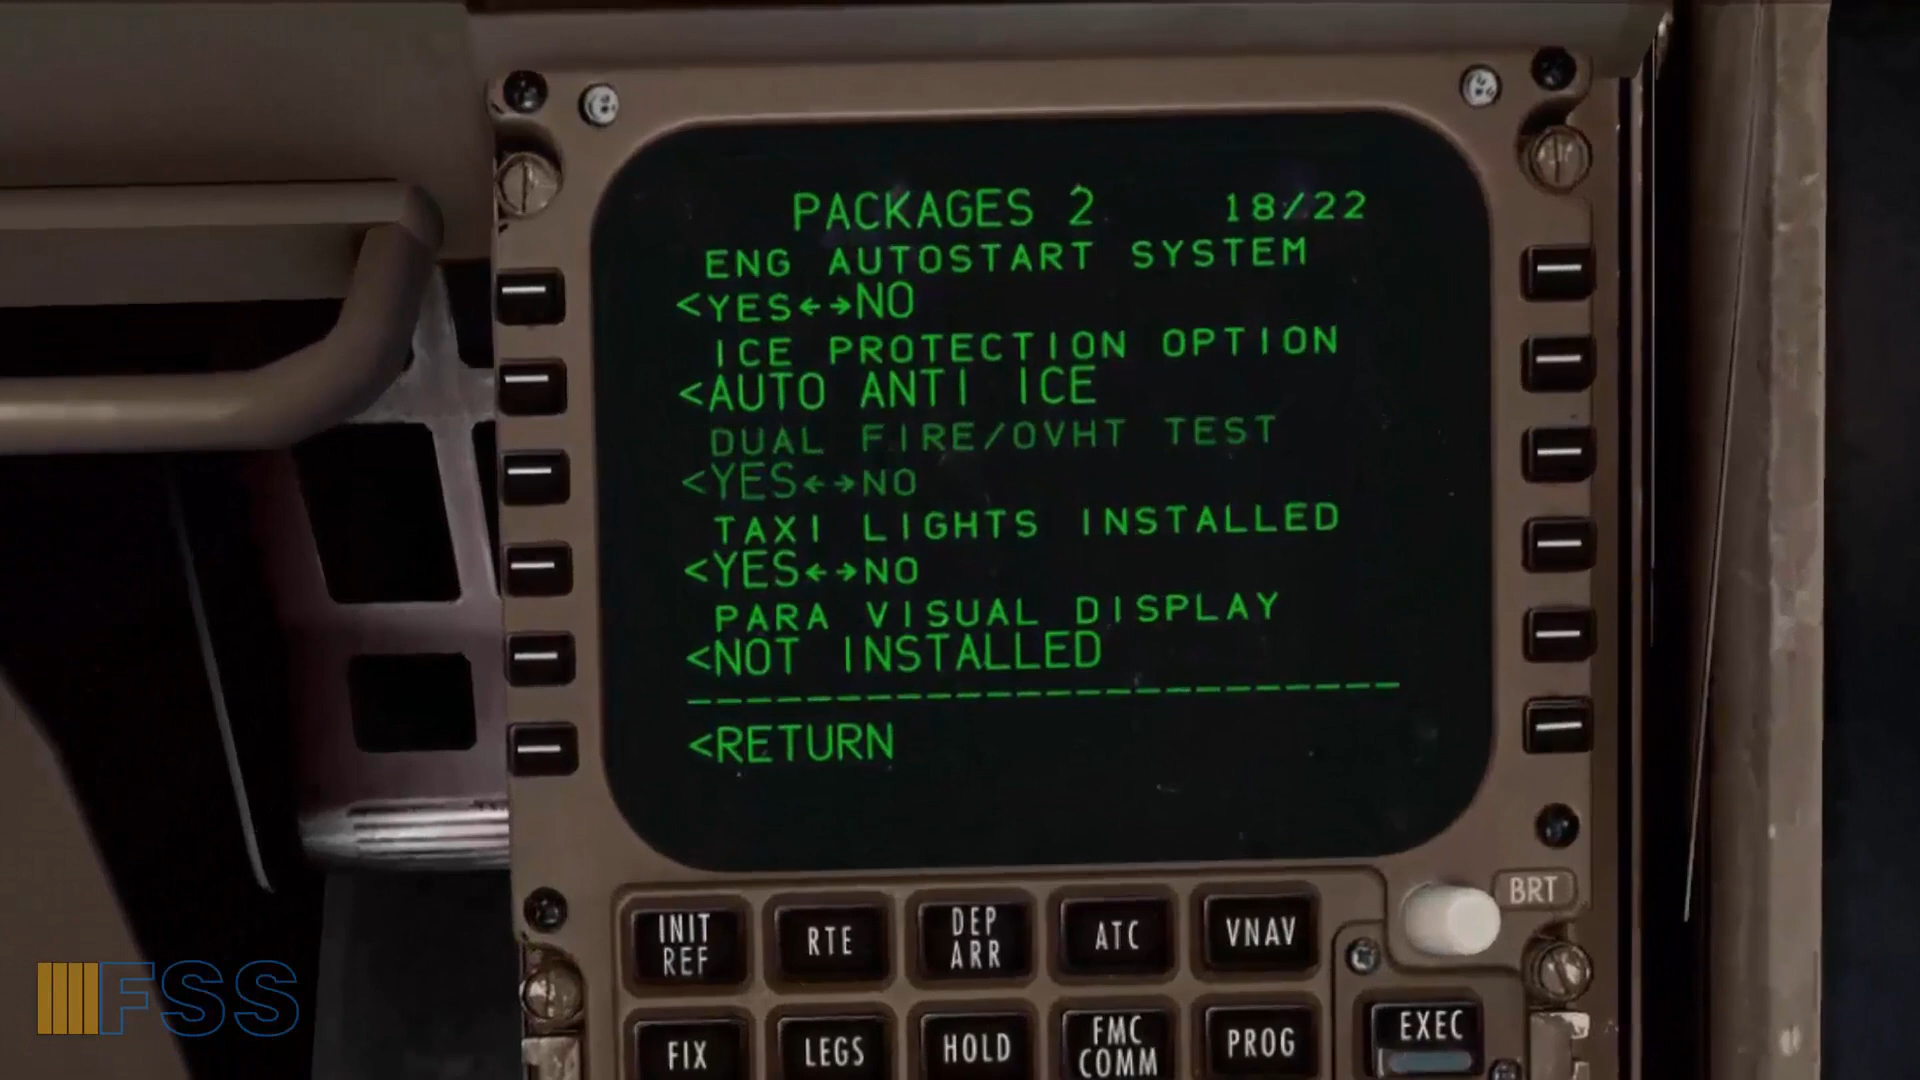 PACKAGES 2 18/22
ENG AUTOSTART SYSTEM
<YES←→NO
ICE PROTECTION OPTION
<AUTO ANTI ICE
DUAL FIRE/OVHT TEST
<YES←→NO
TAXI LIGHTS INSTALLED
<YES←→NO
PARA VISUAL DISPLAY
<NOT INSTALLED
------------------------
<RETURN
BRT
INIT REF
RTE
DEP ARR
ATC
VNAV
FIX
LEGS
HOLD
FMC COMM
PROG
EXEC
FSS